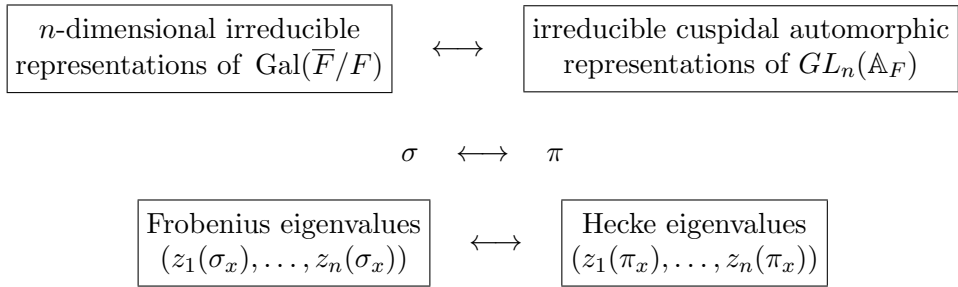 n-dimensional irreducible ⟷ irreducible cuspidal automorphic
representations of Gal(F̅/F) representations of GLₙ(𝔸_F)
σ ⟷ π
Frobenius eigenvalues ⟷ Hecke eigenvalues
(z₁(σₓ), . . . , zₙ(σₓ)) (z₁(πₓ), . . . , zₙ(πₓ))